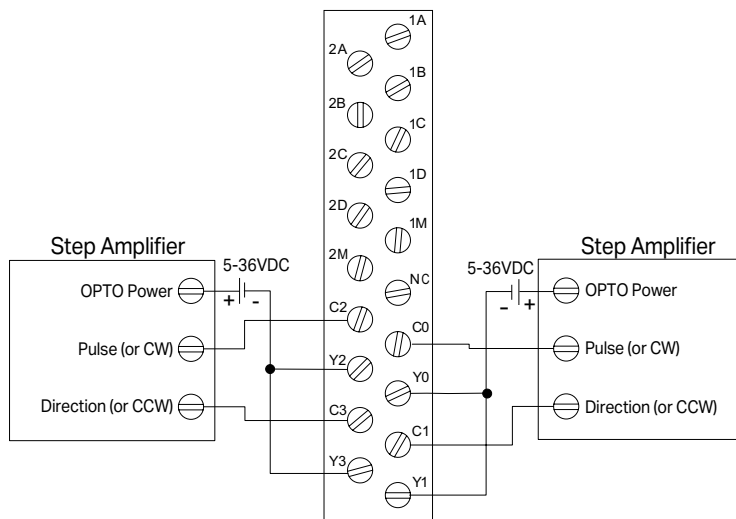 1A
2A
1B
2B
1C
2C
1D
2D
1M
2M
NC
C2
C0
Y2
Y0
C3
C1
Y3
Y1
Step Amplifier
5-36VDC
OPTO Power
+ -
Pulse (or CW)
Direction (or CCW)
Step Amplifier
5-36VDC
OPTO Power
- +
Pulse (or CW)
Direction (or CCW)